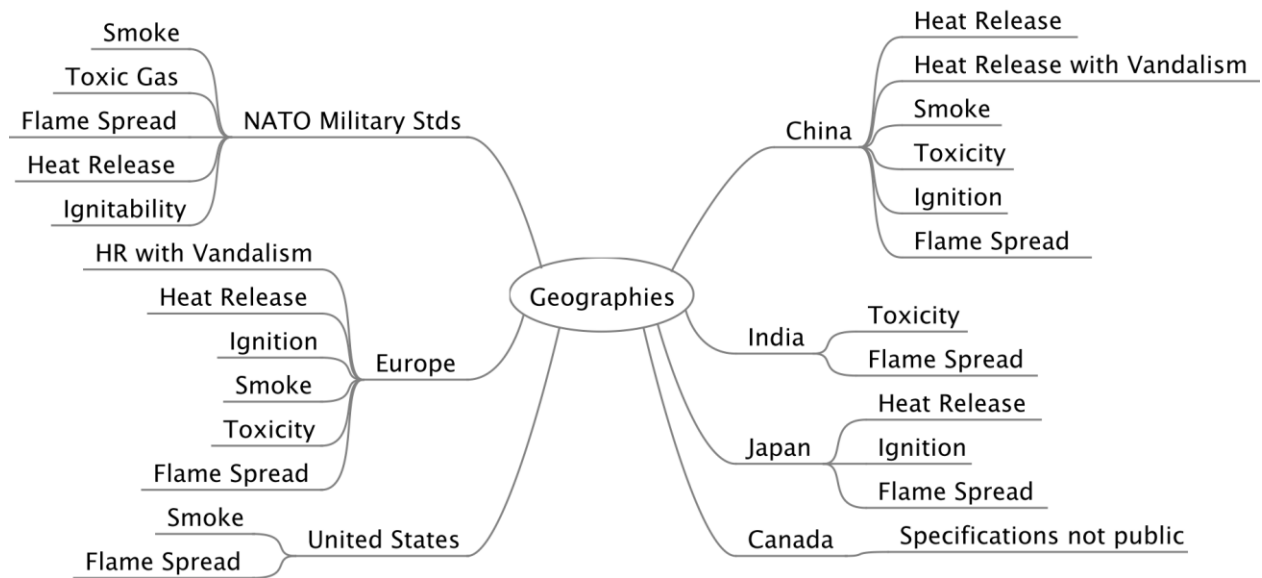 Smoke
Toxic Gas
Flame Spread
Heat Release
Ignitability
NATO Military Stds
HR with Vandalism
Heat Release
Ignition
Smoke
Toxicity
Flame Spread
Europe
Smoke
Flame Spread
United States
Geographies
China
Heat Release
Heat Release with Vandalism
Smoke
Toxicity
Ignition
Flame Spread
India
Toxicity
Flame Spread
Japan
Heat Release
Ignition
Flame Spread
Canada
Specifications not public